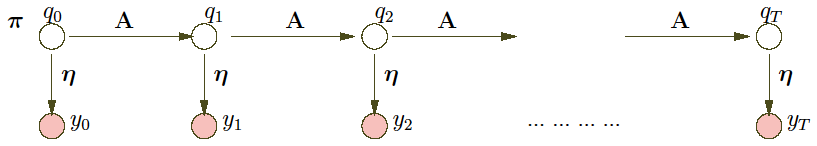 π q0 q1 q2 qT
A A A A
η η η η
y0 y1 y2 ... ... ... ... yT